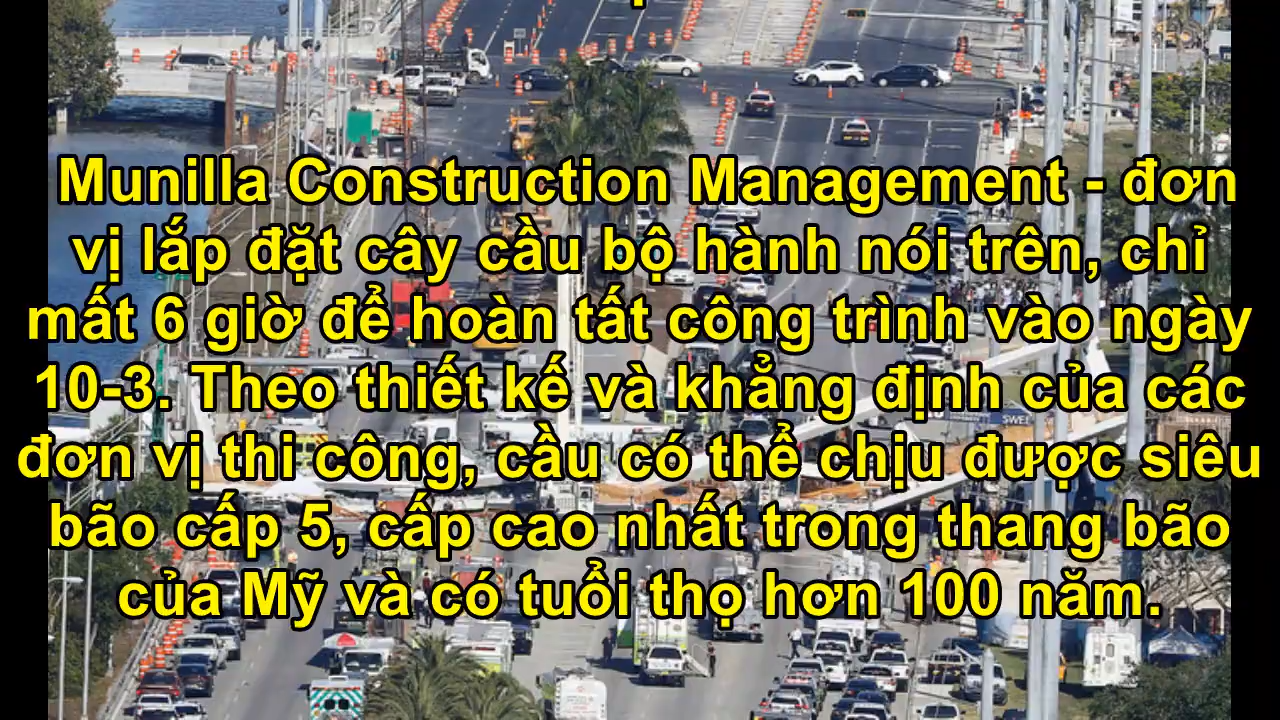 Munilla Construction Management - đơn
vị lắp đặt cây cầu bộ hành nói trên, chỉ
mất 6 giờ để hoàn tất công trình vào ngày
10-3. Theo thiết kế và khẳng định của các
đơn vị thi công, cầu có thể chịu được siêu
bão cấp 5, cấp cao nhất trong thang bão
của Mỹ và có tuổi thọ hơn 100 năm.